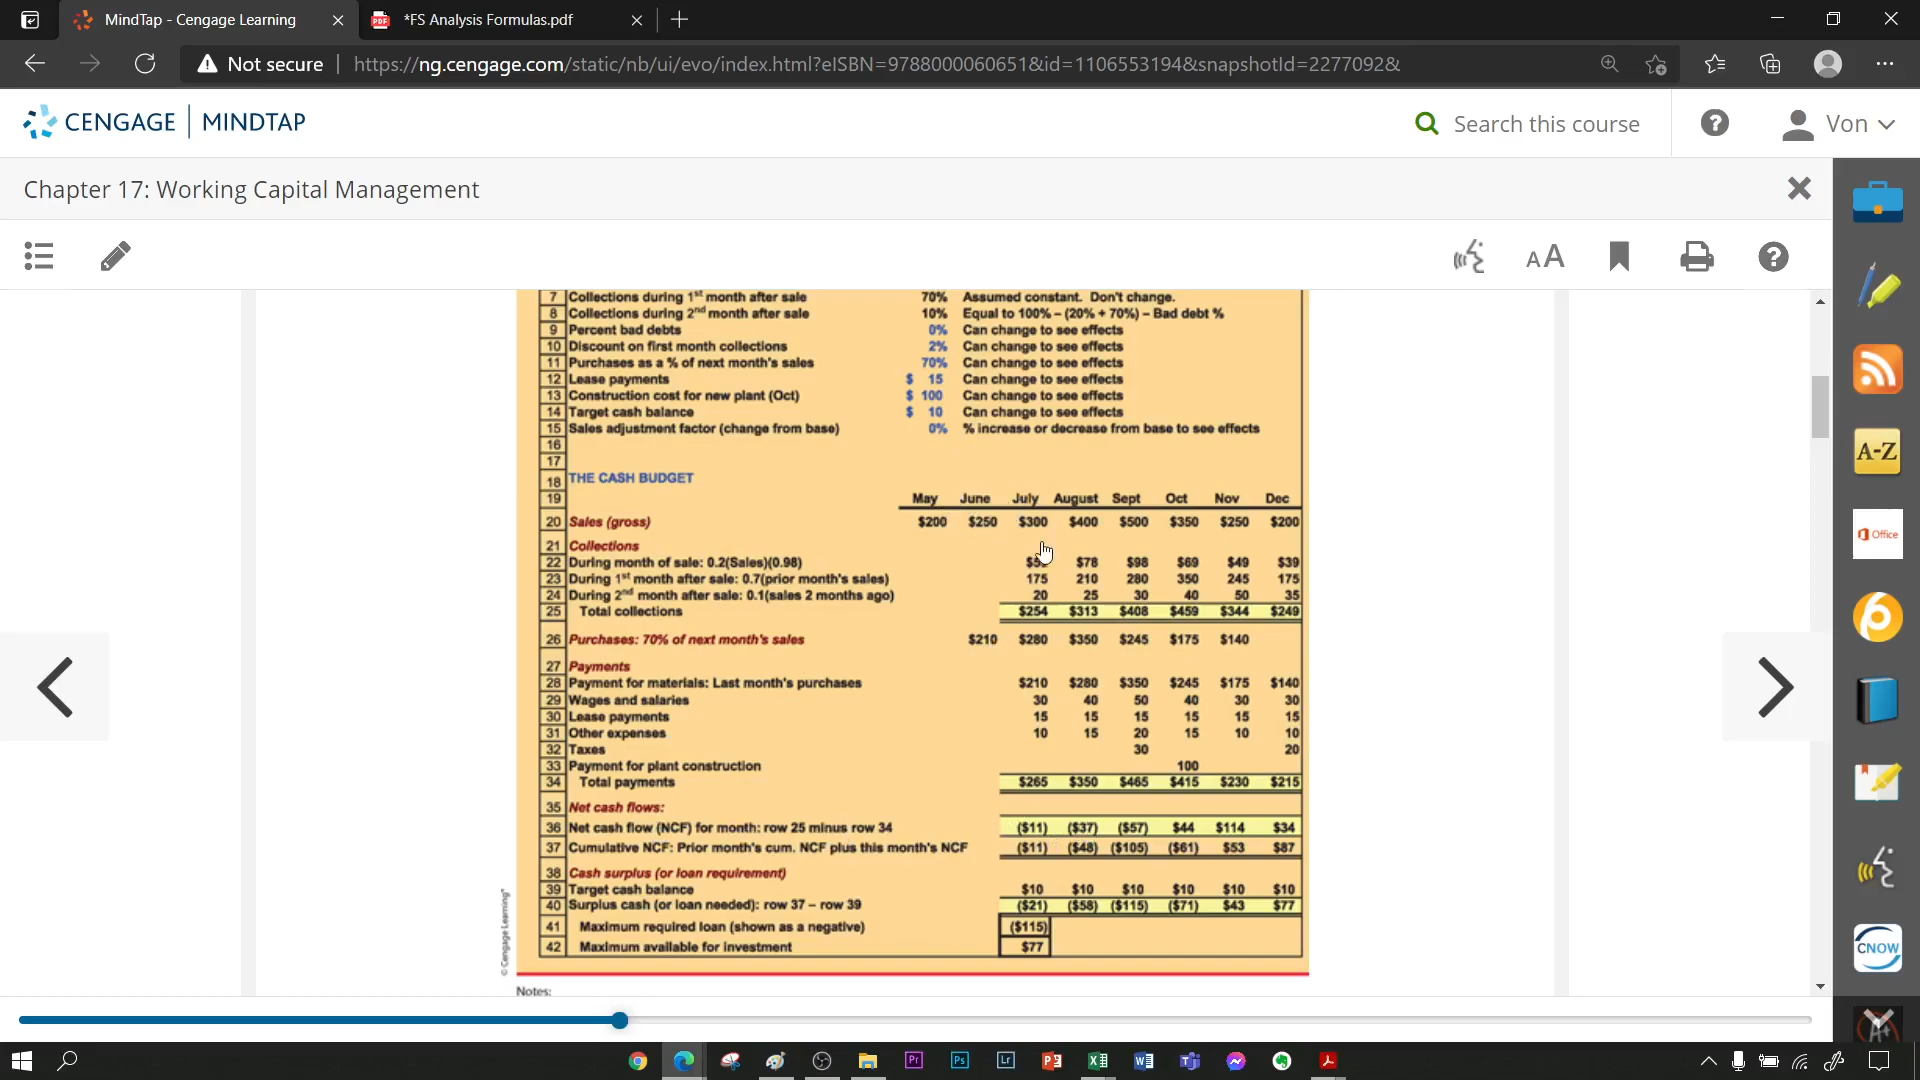 MindTap - Cengage Learning
PDF *FS Analysis Formulas.pdf
Not secure | https://ng.cengage.com/static/nb/ui/evo/index.html?eISBN=9788000060651&id=1106553194&snapshotId=2277092&
CENGAGE | MINDTAP
Search this course
Von
Chapter 17: Working Capital Management
AA
7 Collections during 1st month after sale 70% Assumed constant. Don't change.
8 Collections during 2nd month after sale 10% Equal to 100% – (20% + 70%) – Bad debt %
9 Percent bad debts 0% Can change to see effects
10 Discount on first month collections 2% Can change to see effects
11 Purchases as a % of next month's sales 70% Can change to see effects
12 Lease payments $ 15 Can change to see effects
13 Construction cost for new plant (Oct) $ 100 Can change to see effects
14 Target cash balance $ 10 Can change to see effects
15 Sales adjustment factor (change from base) 0% % increase or decrease from base to see effects
16
17
18 THE CASH BUDGET
19 May June July August Sept Oct Nov Dec
20 Sales (gross) $200 $250 $300 $400 $500 $350 $250 $200
21 Collections
22 During month of sale: 0.2(Sales)(0.98) $78 $98 $69 $49 $39
23 During 1st month after sale: 0.7(prior month's sales) 175 210 280 350 245 175
24 During 2nd month after sale: 0.1(sales 2 months ago) 20 25 30 40 50 35
25 Total collections $254 $313 $408 $459 $344 $249
26 Purchases: 70% of next month's sales $210 $280 $350 $245 $175 $140
27 Payments
28 Payment for materials: Last month's purchases $210 $280 $350 $245 $175 $140
29 Wages and salaries 30 40 50 40 30 30
30 Lease payments 15 15 15 15 15 15
31 Other expenses 10 15 20 15 10 10
32 Taxes 30 20
33 Payment for plant construction 100
34 Total payments $265 $350 $465 $415 $230 $215
35 Net cash flows:
36 Net cash flow (NCF) for month: row 25 minus row 34 ($11) ($37) ($57) $44 $114 $34
37 Cumulative NCF: Prior month's cum. NCF plus this month's NCF ($11) ($48) ($105) ($61) $53 $87
38 Cash surplus (or loan requirement)
39 Target cash balance $10 $10 $10 $10 $10 $10
40 Surplus cash (or loan needed): row 37 – row 39 ($21) ($58) ($115) ($71) $43 $77
41 Maximum required loan (shown as a negative) ($115)
42 Maximum available for investment $77
© Cengage Learning®
Notes:
A-Z
Office
CNOW
A+
Pr
Ps
Lr